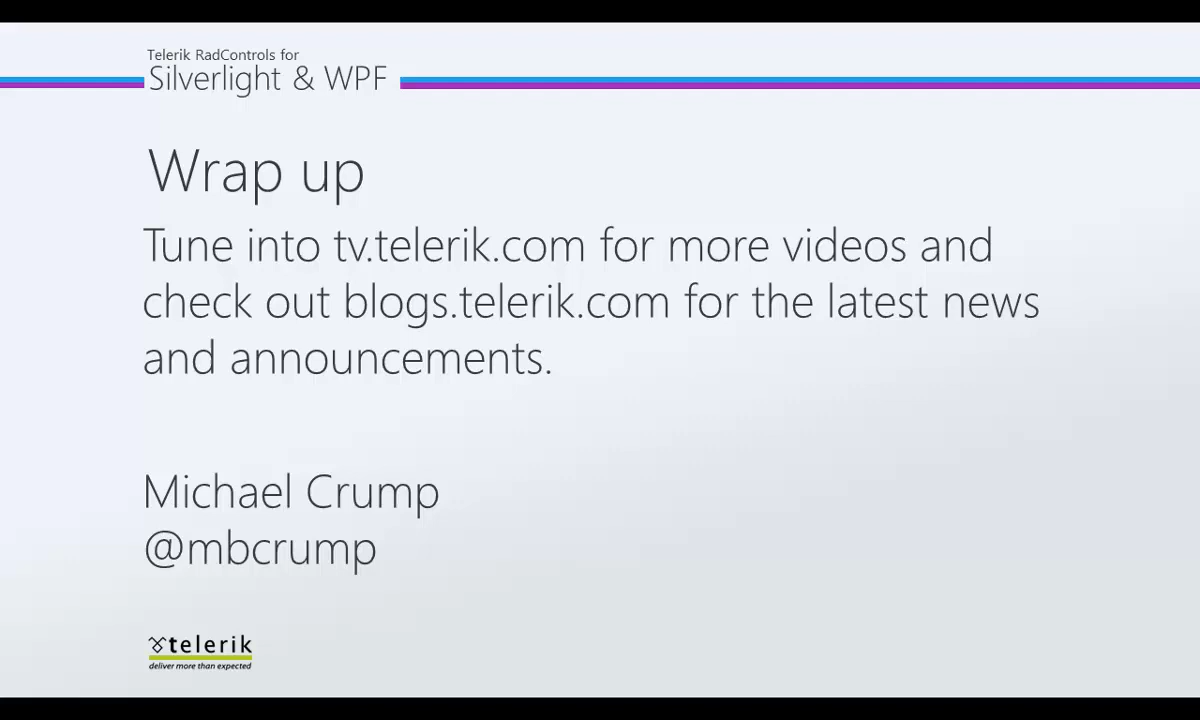 Telerik RadControls for
Silverlight & WPF
Wrap up
Tune into tv.telerik.com for more videos and
check out blogs.telerik.com for the latest news
and announcements.
Michael Crump
@mbcrump
telerik
deliver more than expected